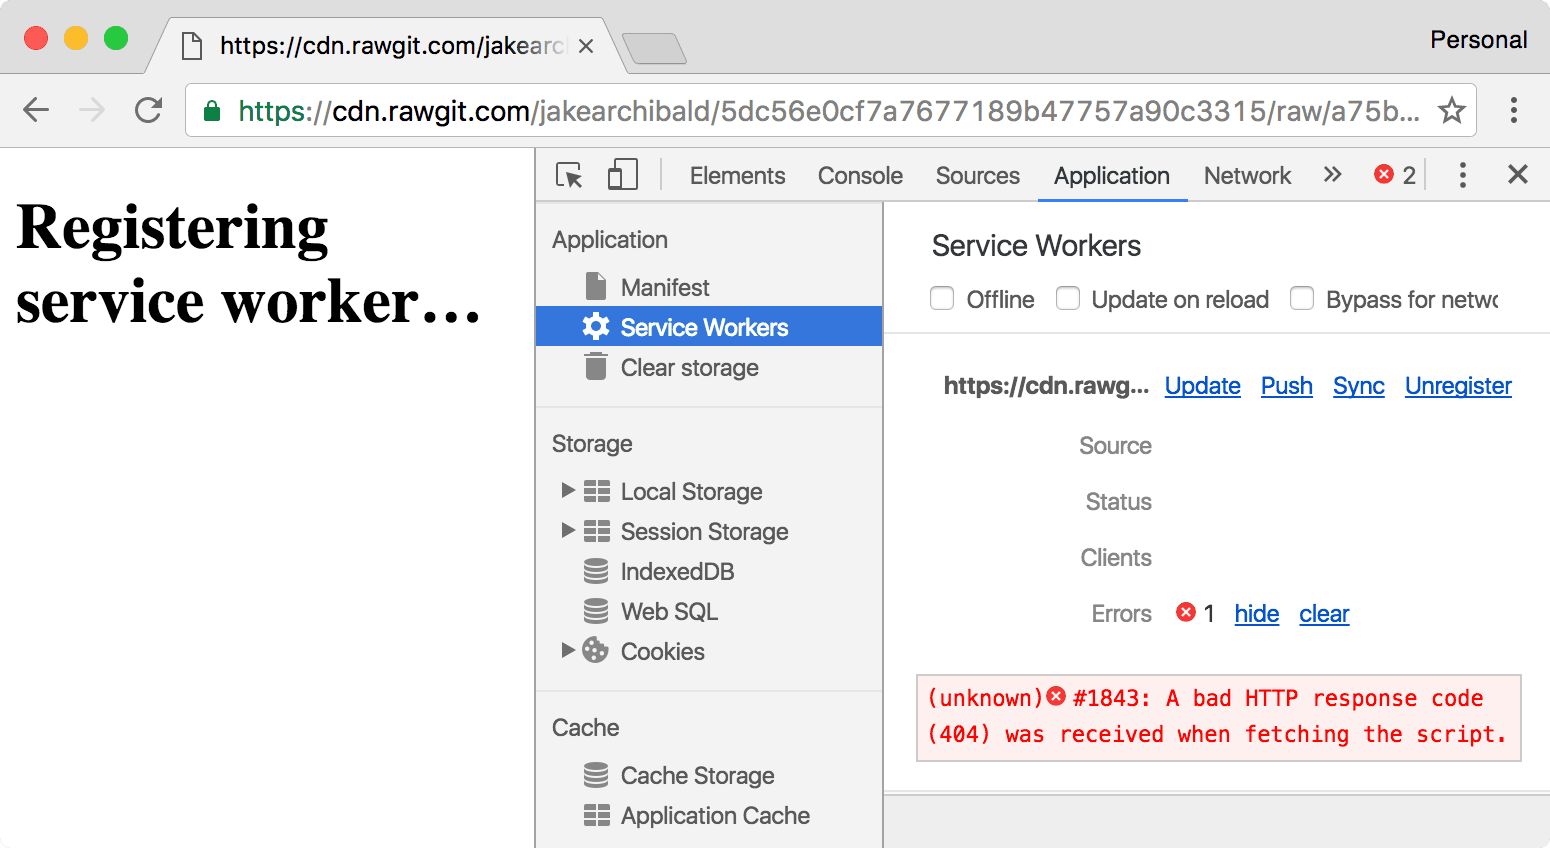 https://cdn.rawgit.com/jakearc
Personal
https://cdn.rawgit.com/jakearchibald/5dc56e0cf7a7677189b47757a90c3315/raw/a75b...
Registering
service worker…
Elements Console Sources Application Network » 2
Application
Manifest
Service Workers
Clear storage
Storage
Local Storage
Session Storage
IndexedDB
Web SQL
Cookies
Cache
Cache Storage
Application Cache
Service Workers
Offline Update on reload Bypass for netwo
https://cdn.rawg... Update Push Sync Unregister
Source
Status
Clients
Errors 1 hide clear
(unknown) #1843: A bad HTTP response code
(404) was received when fetching the script.